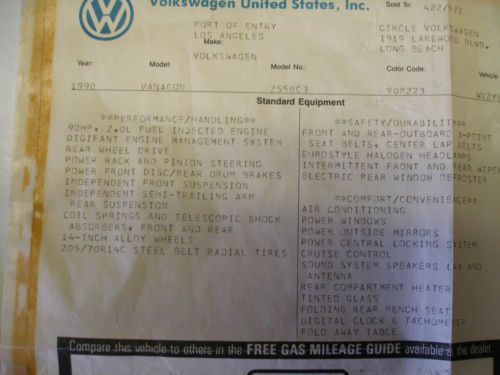 Volkswagen United States, Inc.
Sold To: 422/572
PORT OF ENTRY
LOS ANGELES
CIRCLE VOLKSWAGEN
1919 LAKEWOOD BLVD.
LONG BEACH
Make:
VOLKSWAGEN
Year: Model: Model No.: Color Code: Vehicle
1990 VANAGON 255BC3 908223
Standard Equipment
**PERFORMANCE/HANDLING**
90HP, 2.0L FUEL INJECTED ENGINE
DIGIFANT ENGINE MANAGEMENT SYSTEM
REAR WHEEL DRIVE
POWER RACK AND PINION STEERING
POWER FRONT DISC/REAR DRUM BRAKES
INDEPENDENT FRONT SUSPENSION
INDEPENDENT SEMI-TRAILING ARM
REAR SUSPENSION
COIL SPRINGS AND TELESCOPIC SHOCK
ABSORBERS, FRONT AND REAR
14-INCH ALLOY WHEELS
205/70R14C STEEL BELT RADIAL TIRES
**SAFETY/DURABILITY**
FRONT AND REAR-OUTBOARD 3-POINT
SEAT BELTS, CENTER LAP BELTS
EUROSTYLE HALOGEN HEADLAMPS
INTERMITTENT FRONT AND REAR WIPER
ELECTRIC REAR WINDOW DEFROSTER
**COMFORT/CONVENIENCE**
AIR CONDITIONING
POWER WINDOWS
POWER OUTSIDE MIRRORS
POWER CENTRAL LOCKING SYSTEM
CRUISE CONTROL
SOUND SYSTEM SPEAKERS (4) AND
ANTENNA
REAR COMPARTMENT HEATER
TINTED GLASS
FOLDING REAR BENCH SEAT
DIGITAL CLOCK & TACHOMETER
FOLD AWAY TABLE
Compare this vehicle to others in the FREE GAS MILEAGE GUIDE available at the dealer